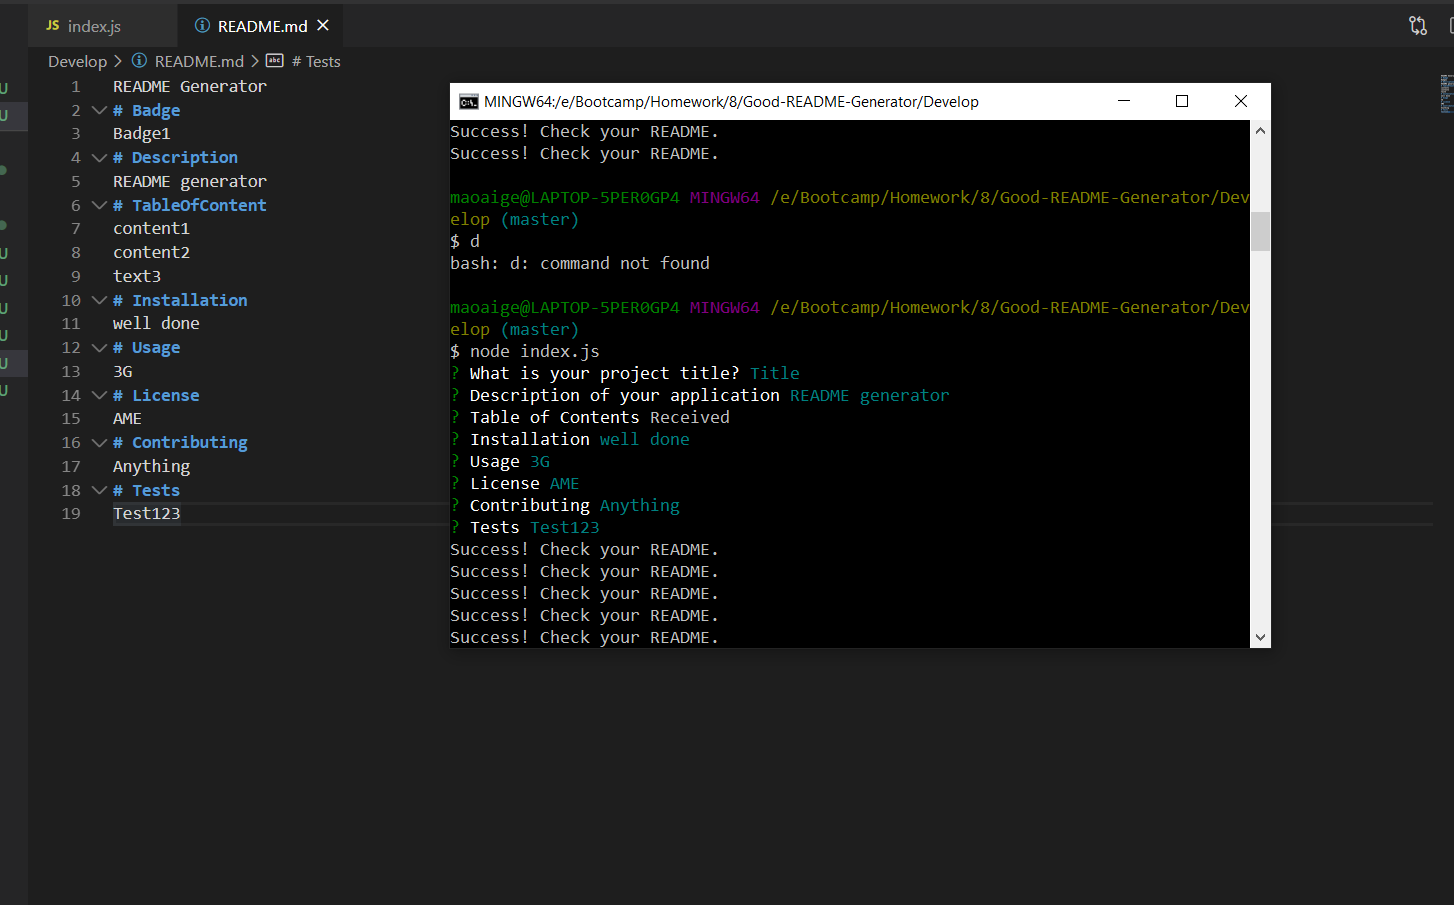 JS index.js
README.md
Develop > README.md > abc # Tests
1 README Generator
2 # Badge
3 Badge1
4 # Description
5 README generator
6 # TableOfContent
7 content1
8 content2
9 text3
10 # Installation
11 well done
12 # Usage
13 3G
14 # License
15 AME
16 # Contributing
17 Anything
18 # Tests
19 Test123
U
U
U
U
U
U
U
U
C:\.
MINGW64:/e/Bootcamp/Homework/8/Good-README-Generator/Develop
Success! Check your README.
Success! Check your README.
maoaige@LAPTOP-5PER0GP4 MINGW64 /e/Bootcamp/Homework/8/Good-README-Generator/Dev
elop (master)
$ d
bash: d: command not found
maoaige@LAPTOP-5PER0GP4 MINGW64 /e/Bootcamp/Homework/8/Good-README-Generator/Dev
elop (master)
$ node index.js
? What is your project title? Title
? Description of your application README generator
? Table of Contents Received
? Installation well done
? Usage 3G
? License AME
? Contributing Anything
? Tests Test123
Success! Check your README.
Success! Check your README.
Success! Check your README.
Success! Check your README.
Success! Check your README.